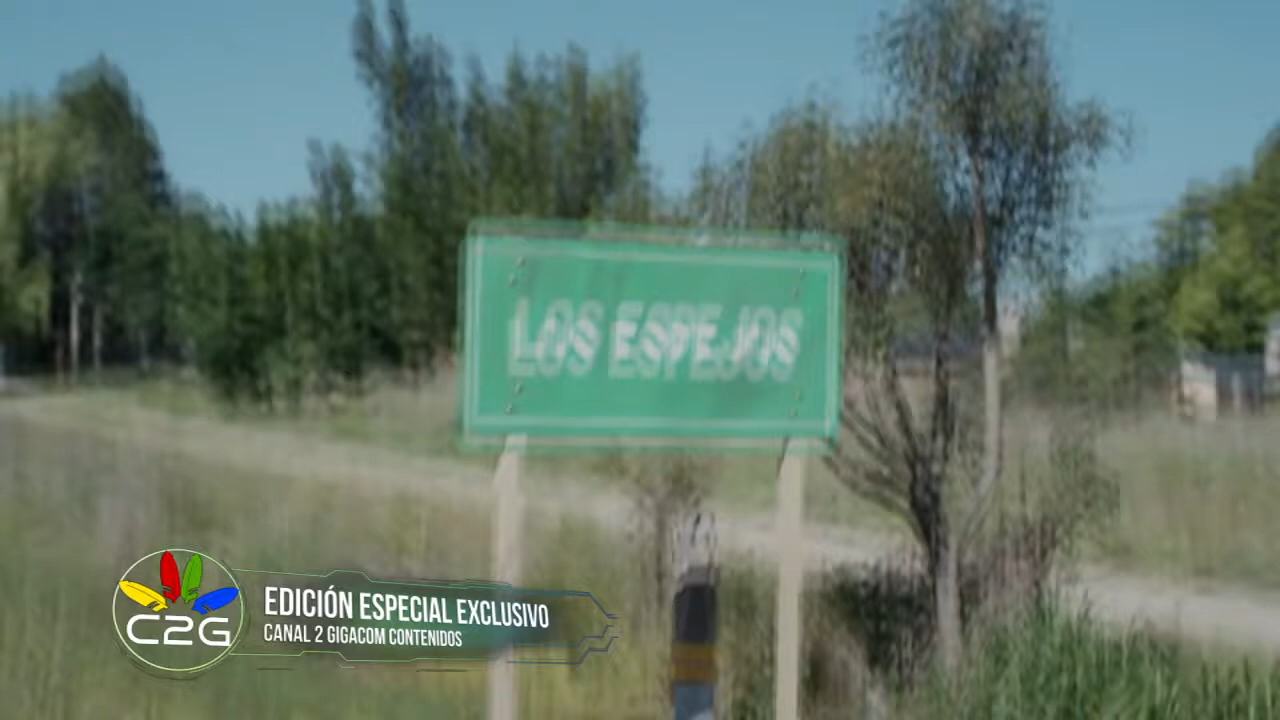 LOS ESPEJOS
C2G
EDICIÓN ESPECIAL EXCLUSIVO
CANAL 2 GIGACOM CONTENIDOS